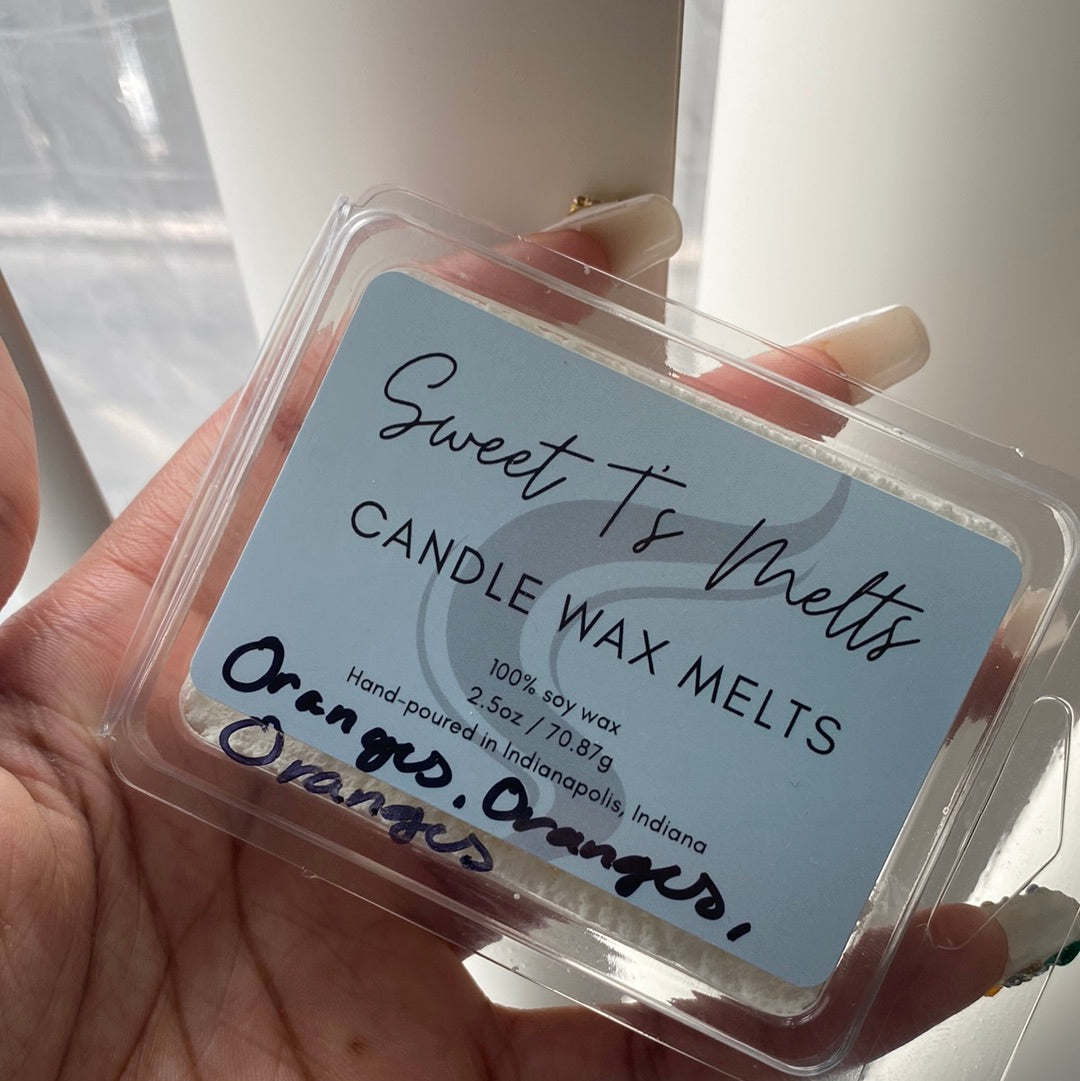 Sweet T's Melts
CANDLE WAX MELTS
100% soy wax
2.5oz / 70.87g
Hand-poured in Indianapolis, Indiana
Oranges. Oranges,
Oranges